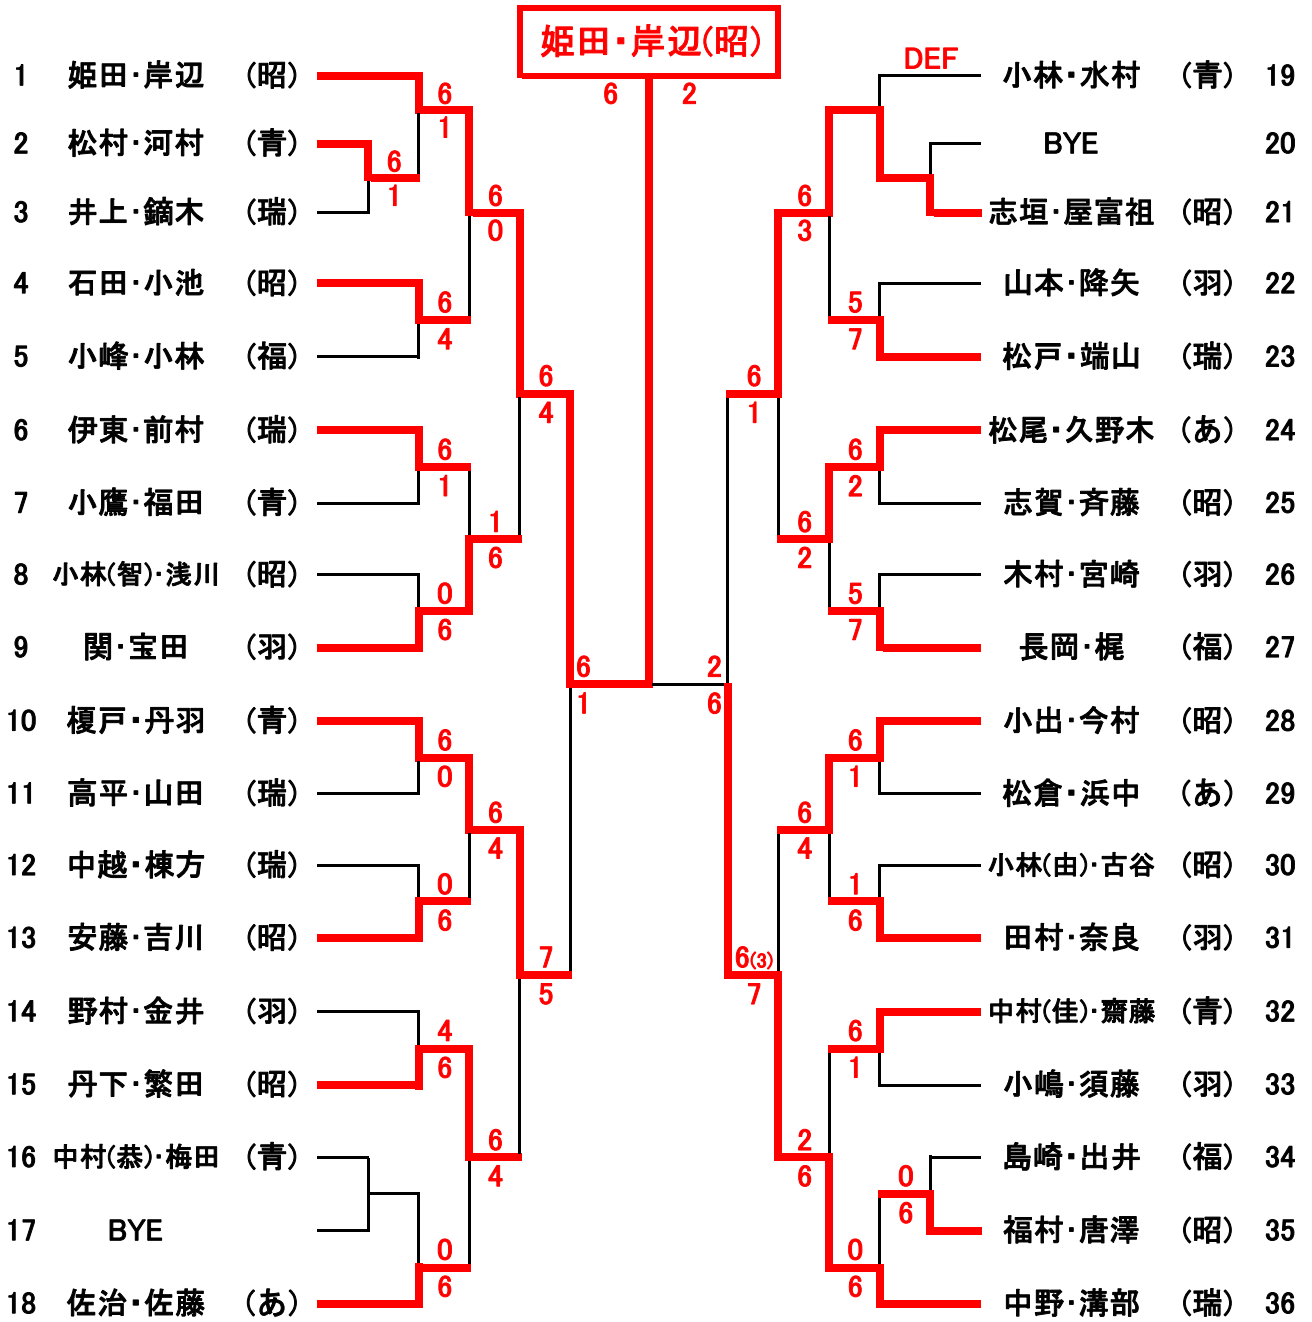 姫田・岸辺(昭)
6 2
1 姫田・岸辺 (昭)
6
1
2 松村・河村 (青)
6
1
3 井上・鏑木 (瑞)
6
0
4 石田・小池 (昭)
6
4
5 小峰・小林 (福)
6
4
6 伊東・前村 (瑞)
6
1
7 小鷹・福田 (青)
1
6
8 小林(智)・浅川 (昭)
0
6
9 関・宝田 (羽)
6
1
10 榎戸・丹羽 (青)
6
0
11 高平・山田 (瑞)
6
4
12 中越・棟方 (瑞)
0
6
13 安藤・吉川 (昭)
7
5
14 野村・金井 (羽)
4
6
15 丹下・繁田 (昭)
6
4
16 中村(恭)・梅田 (青)
17 BYE
0
6
18 佐治・佐藤 (あ)
DEF
小林・水村 (青) 19
BYE 20
志垣・屋富祖 (昭) 21
6
3
山本・降矢 (羽) 22
5
7
松戸・端山 (瑞) 23
6
1
松尾・久野木 (あ) 24
6
2
志賀・斉藤 (昭) 25
6
2
木村・宮崎 (羽) 26
5
7
長岡・梶 (福) 27
2
6
小出・今村 (昭) 28
6
1
松倉・浜中 (あ) 29
6
4
小林(由)・古谷 (昭) 30
1
6
田村・奈良 (羽) 31
6(3)
7
中村(佳)・齋藤 (青) 32
6
1
小嶋・須藤 (羽) 33
2
6
島崎・出井 (福) 34
0
6
福村・唐澤 (昭) 35
0
6
中野・溝部 (瑞) 36